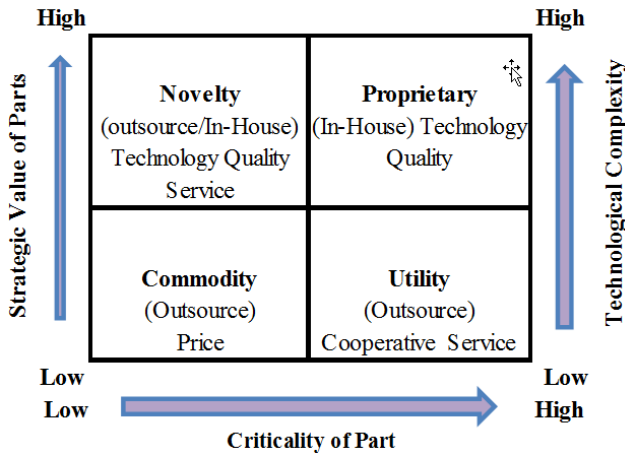 High
High
Strategic Value of Parts
Novelty
(outsource/In-House)
Technology Quality
Service
Proprietary
(In-House) Technology
Quality
Technological Complexity
Commodity
(Outsource)
Price
Utility
(Outsource)
Cooperative Service
Low
Low
Low
High
Criticality of Part